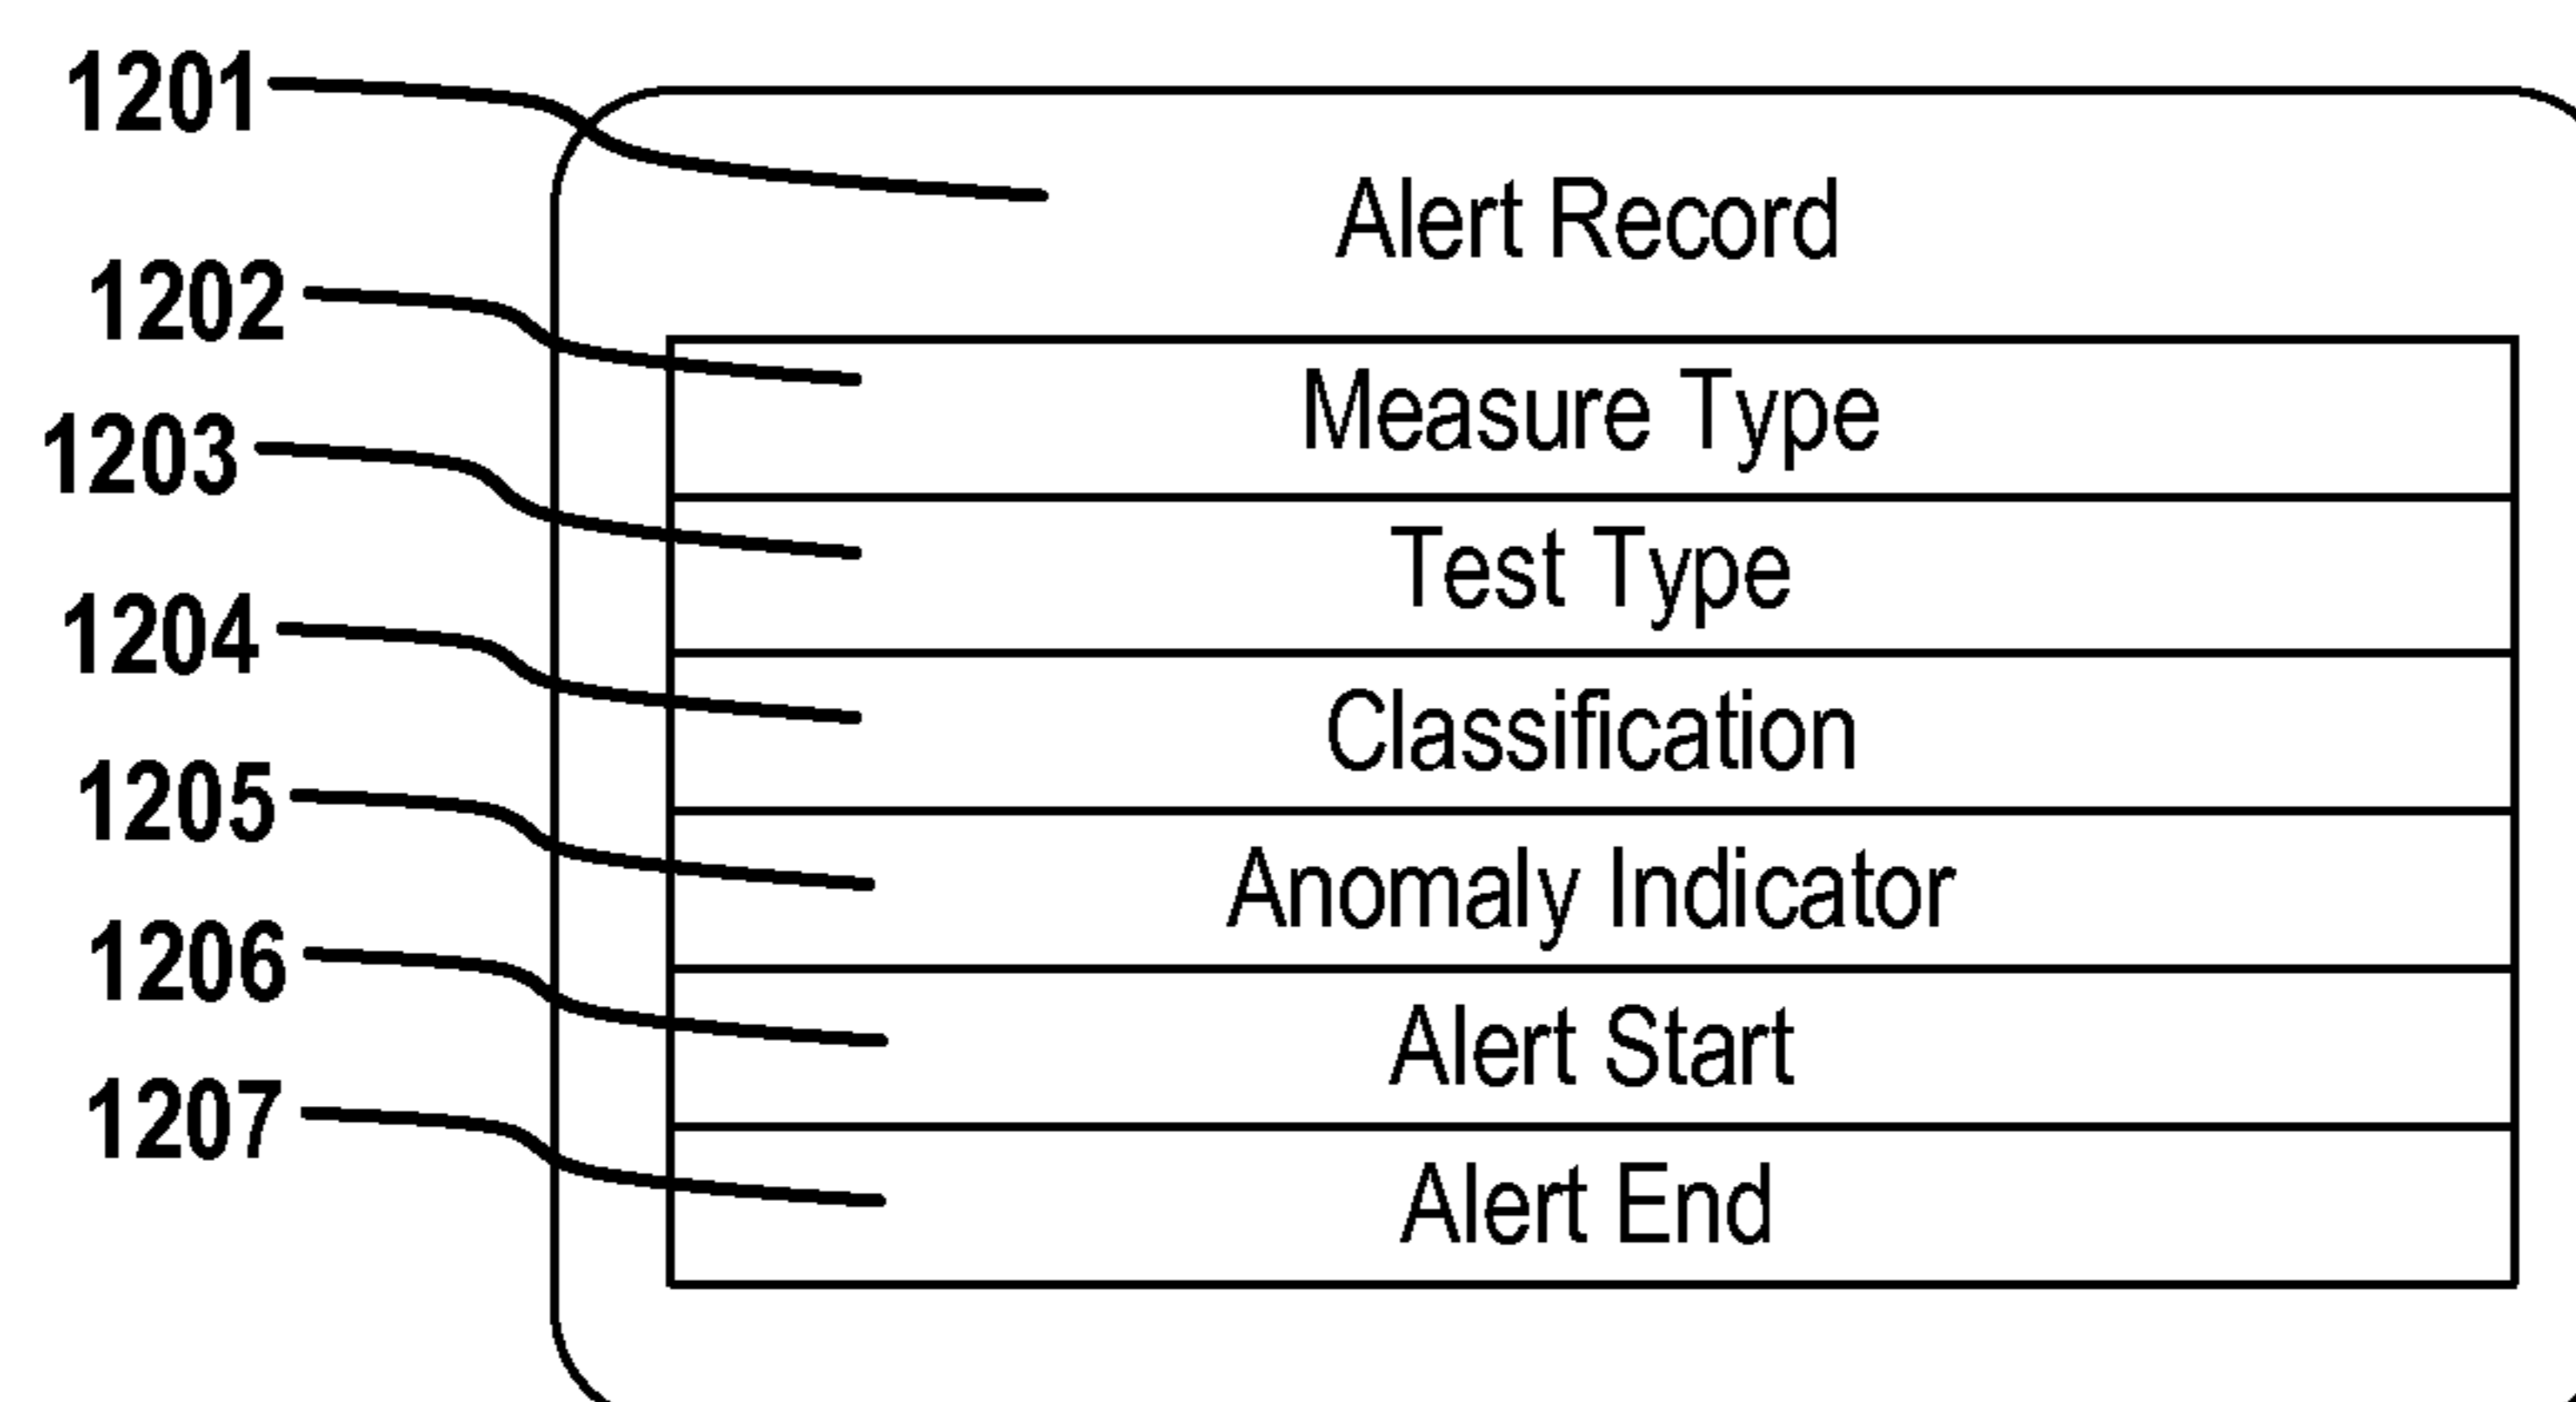 1201
Alert Record
1202
Measure Type
1203
Test Type
1204
Classification
1205
Anomaly Indicator
1206
Alert Start
1207
Alert End